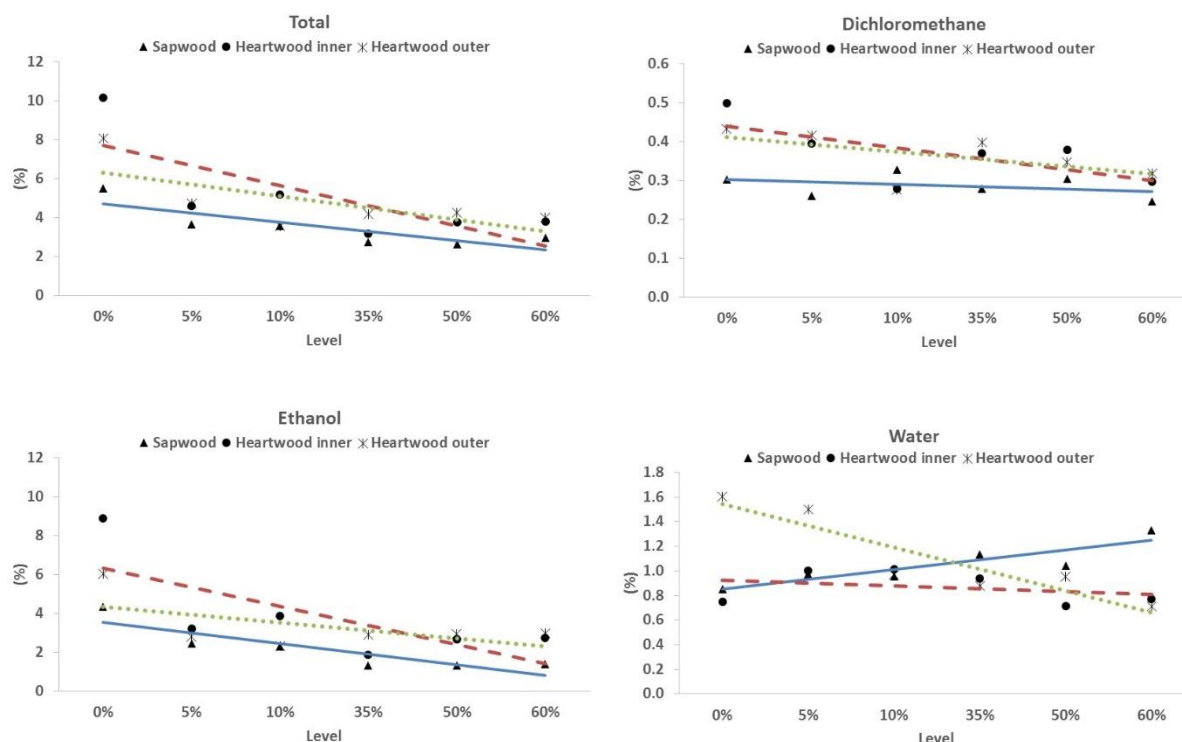 Total
▲ Sapwood ● Heartwood inner ✳ Heartwood outer
12
10
8
6
4
2
0
(%)
0% 5% 10% 35% 50% 60%
Level
Dichloromethane
▲ Sapwood ● Heartwood inner ✳ Heartwood outer
0.6
0.5
0.4
0.3
0.2
0.1
0.0
(%)
0% 5% 10% 35% 50% 60%
Level
Ethanol
▲ Sapwood ● Heartwood inner ✳ Heartwood outer
12
10
8
6
4
2
0
(%)
0% 5% 10% 35% 50% 60%
Level
Water
▲ Sapwood ● Heartwood inner ✳ Heartwood outer
1.8
1.6
1.4
1.2
1.0
0.8
0.6
0.4
0.2
0.0
(%)
0% 5% 10% 35% 50% 60%
Level